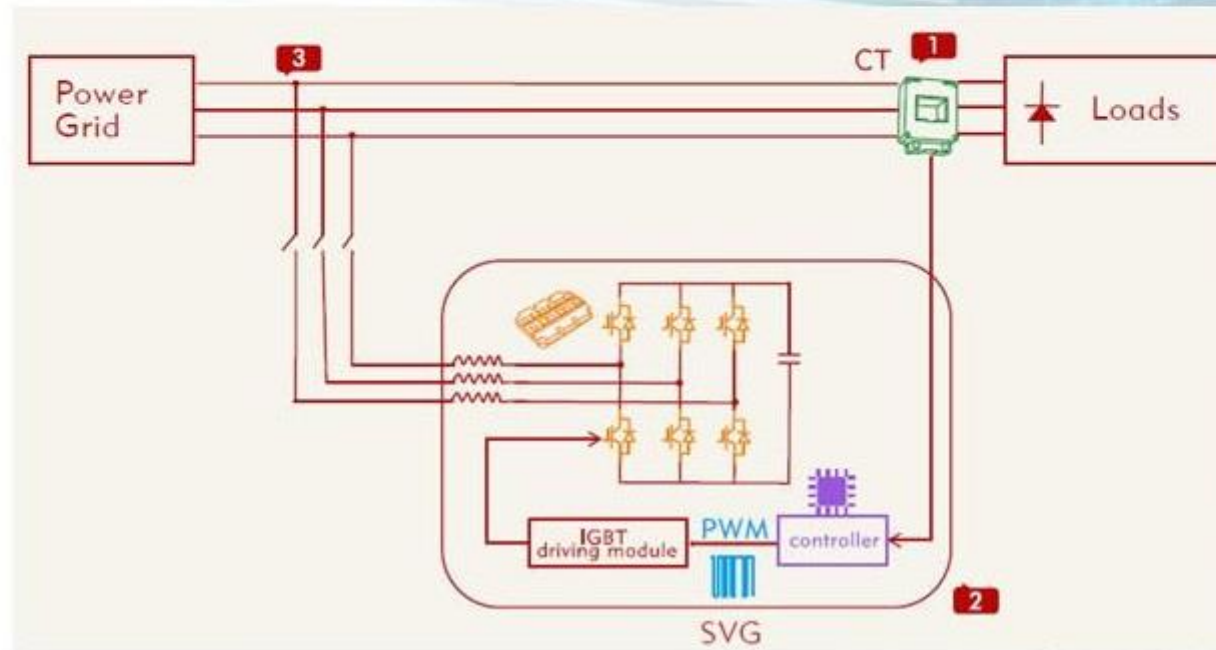 3
CT
1
Power
Grid
Loads
IGBT
driving module
PWM
controller
2
SVG